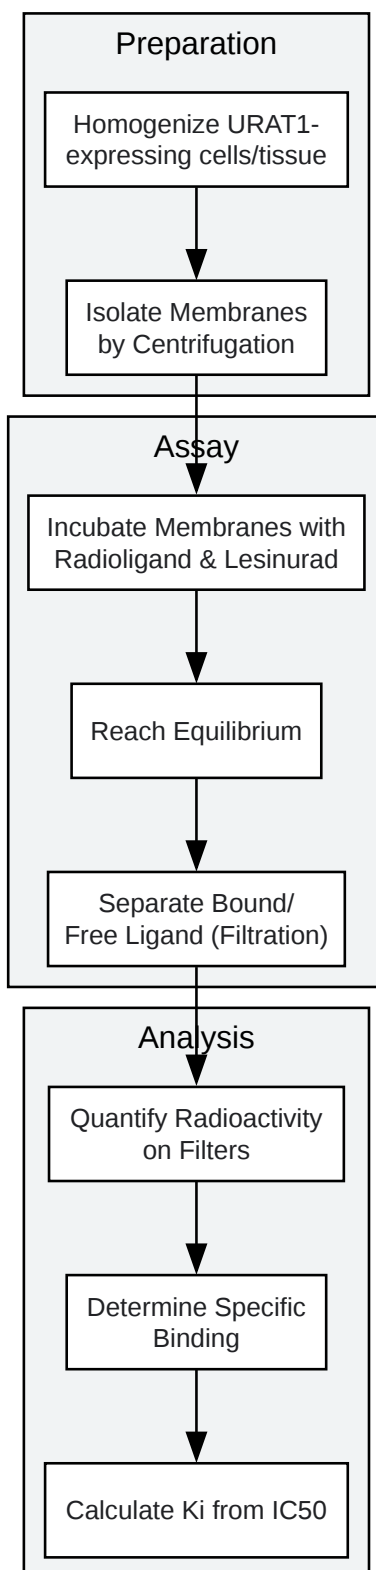 Preparation
Homogenize URAT1-
expressing cells/tissue
Isolate Membranes
by Centrifugation
Assay
Incubate Membranes with
Radioligand & Lesinurad
Reach Equilibrium
Separate Bound/
Free Ligand (Filtration)
Analysis
Quantify Radioactivity
on Filters
Determine Specific
Binding
Calculate Ki from IC50